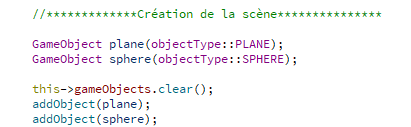 //*************Création de la scène***************
GameObject plane(objectType::PLANE);
GameObject sphere(objectType::SPHERE);
this->gameObjects.clear();
addObject(plane);
addObject(sphere);